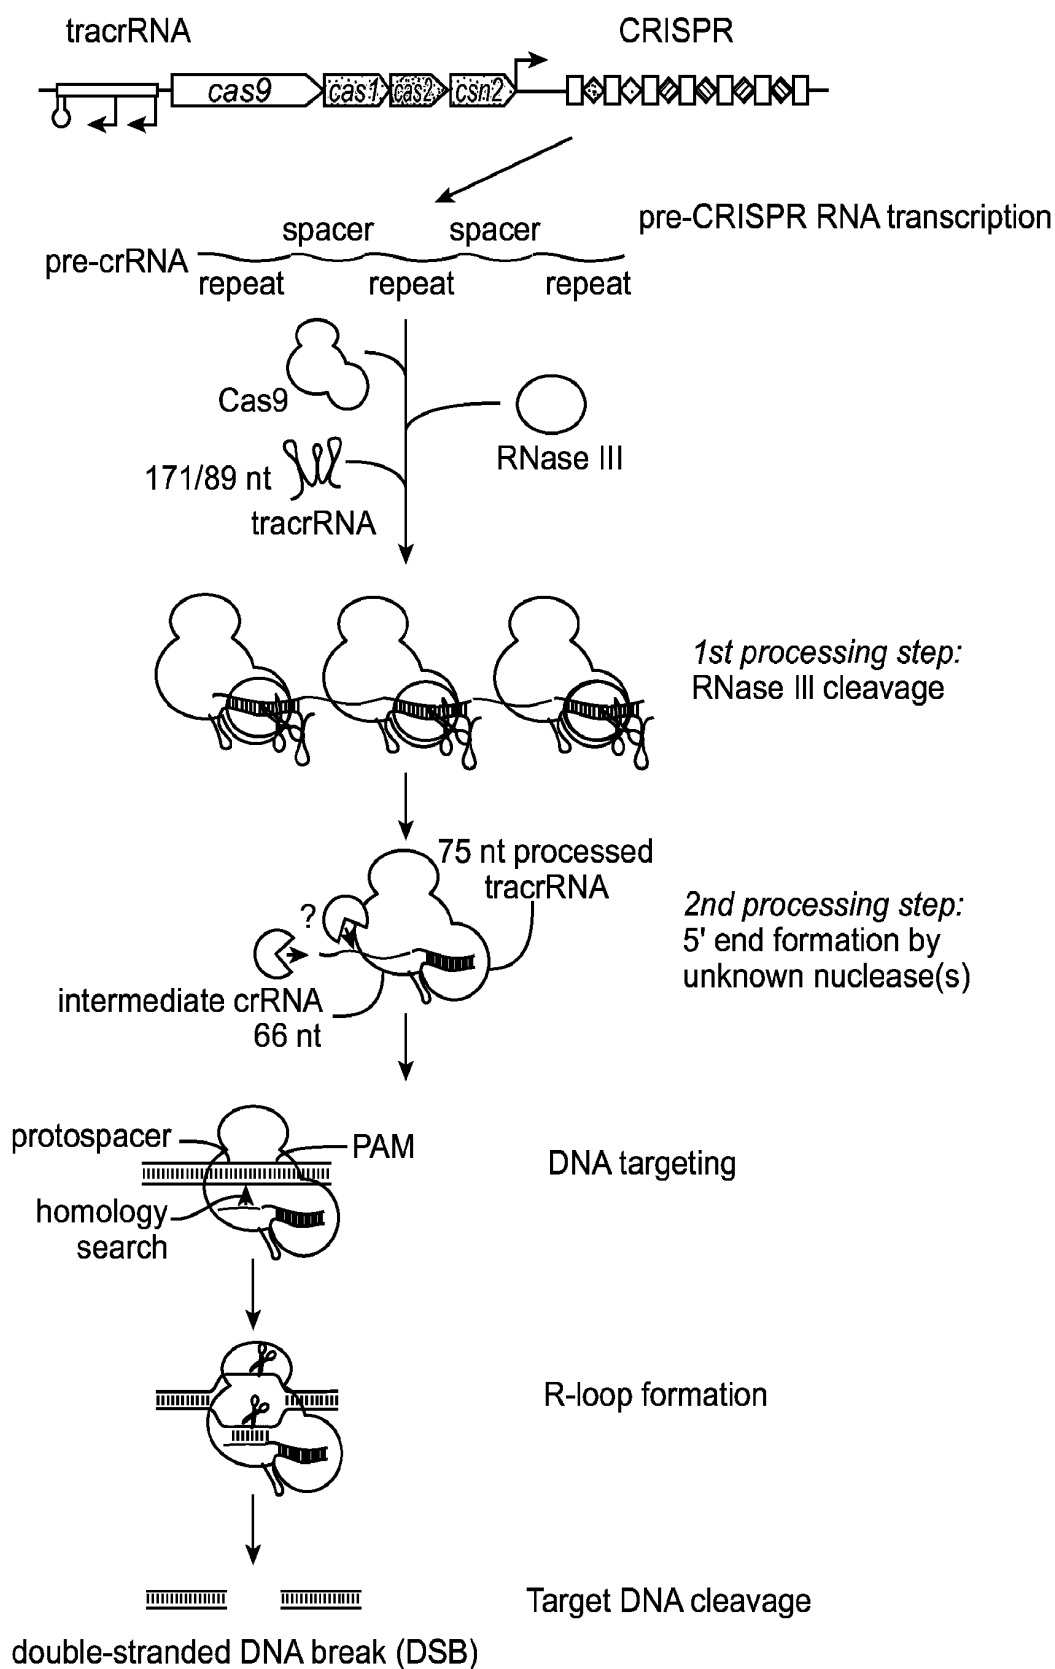 tracrRNA
CRISPR
cas9
cas1
cas2
csn2
pre-CRISPR RNA transcription
spacer
spacer
pre-crRNA
repeat
repeat
repeat
Cas9
RNase III
171/89 nt
tracrRNA
1st processing step:
RNase III cleavage
75 nt processed
tracrRNA
?
2nd processing step:
5' end formation by
unknown nuclease(s)
intermediate crRNA
66 nt
protospacer
PAM
DNA targeting
homology
search
R-loop formation
Target DNA cleavage
double-stranded DNA break (DSB)